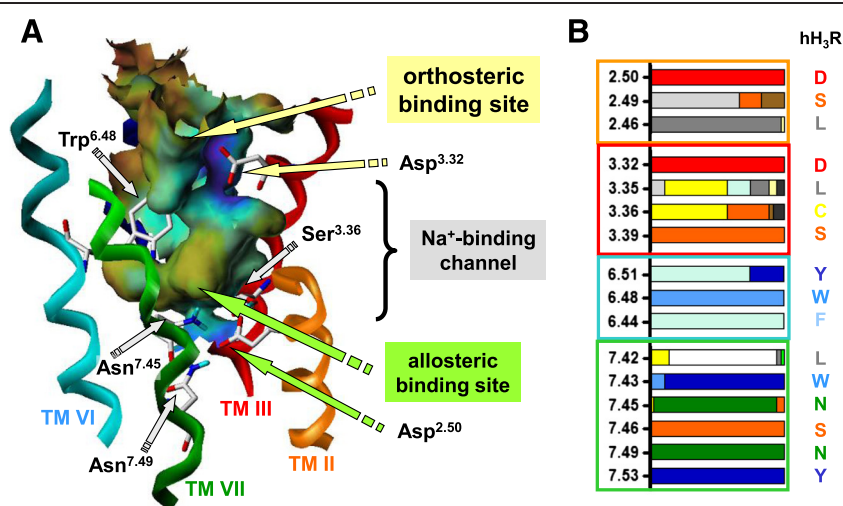 A
orthosteric
binding site
Trp6.48
Asp3.32
Ser3.36
Na+-binding
channel
Asn7.45
allosteric
binding site
TM VI
TM III
Asp2.50
Asn7.49
TM II
TM VII
B
hH3R
2.50 D
2.49 S
2.46 L
3.32 D
3.35 L
3.36 C
3.39 S
6.51 Y
6.48 W
6.44 F
7.42 L
7.43 W
7.45 N
7.46 S
7.49 N
7.53 Y